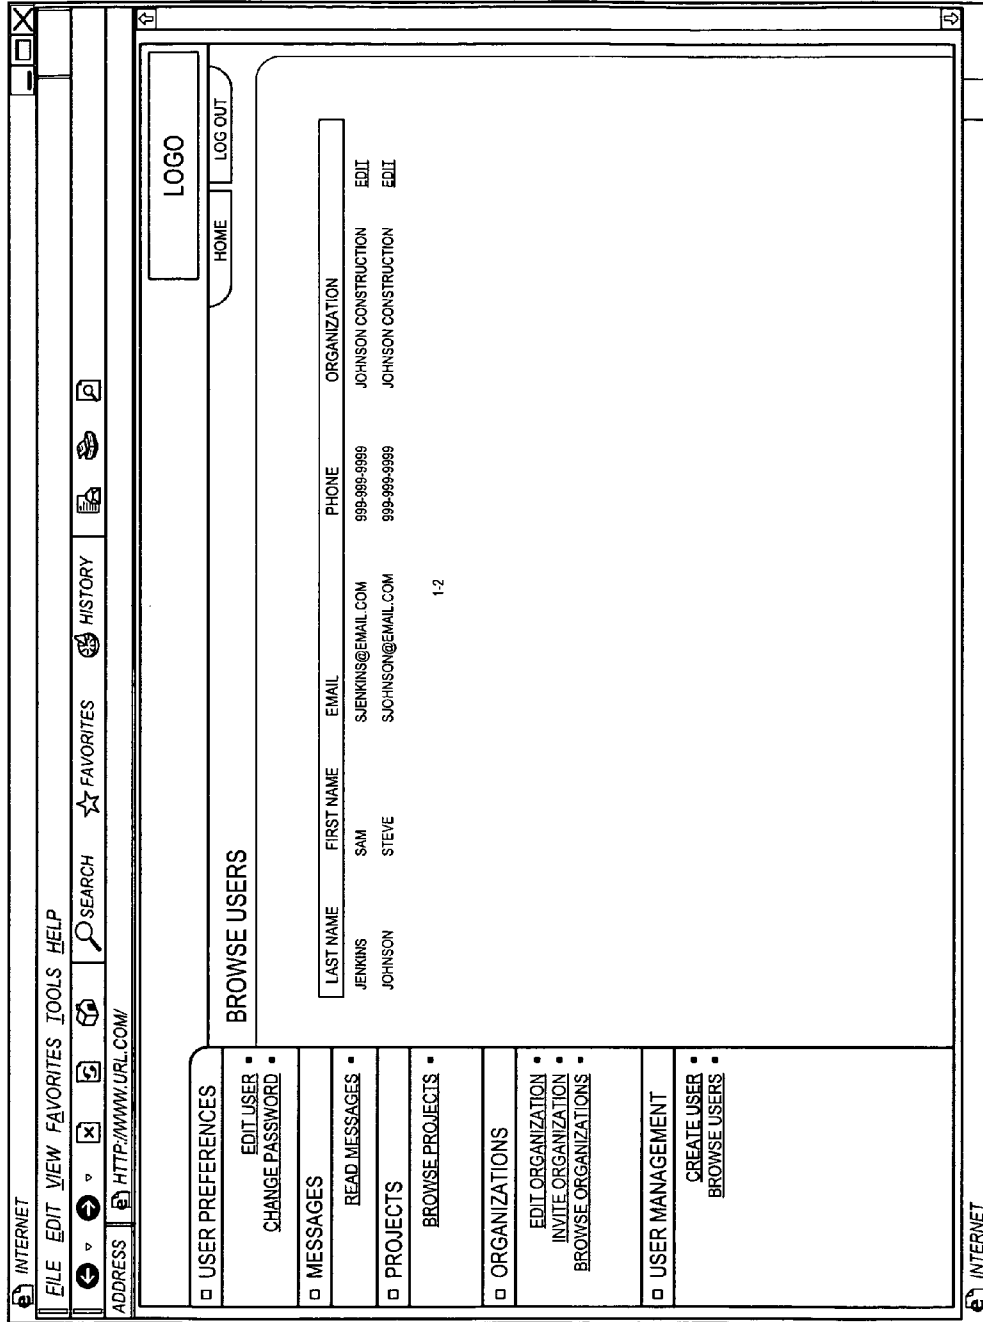 INTERNET
FILE EDIT VIEW FAVORITES TOOLS HELP
SEARCH FAVORITES HISTORY
ADDRESS HTTP://WWW.URL.COM/
LOGO
HOME LOG OUT
USER PREFERENCES
EDIT USER
CHANGE PASSWORD
MESSAGES
READ MESSAGES
PROJECTS
BROWSE PROJECTS
ORGANIZATIONS
EDIT ORGANIZATION
INVITE ORGANIZATION
BROWSE ORGANIZATIONS
USER MANAGEMENT
CREATE USER
BROWSE USERS
BROWSE USERS
LAST NAME FIRST NAME EMAIL PHONE ORGANIZATION
JENKINS SAM SJENKINS@EMAIL.COM 999-999-9999 JOHNSON CONSTRUCTION EDIT
JOHNSON STEVE SJOHNSON@EMAIL.COM 999-999-9999 JOHNSON CONSTRUCTION EDIT
1-2
INTERNET